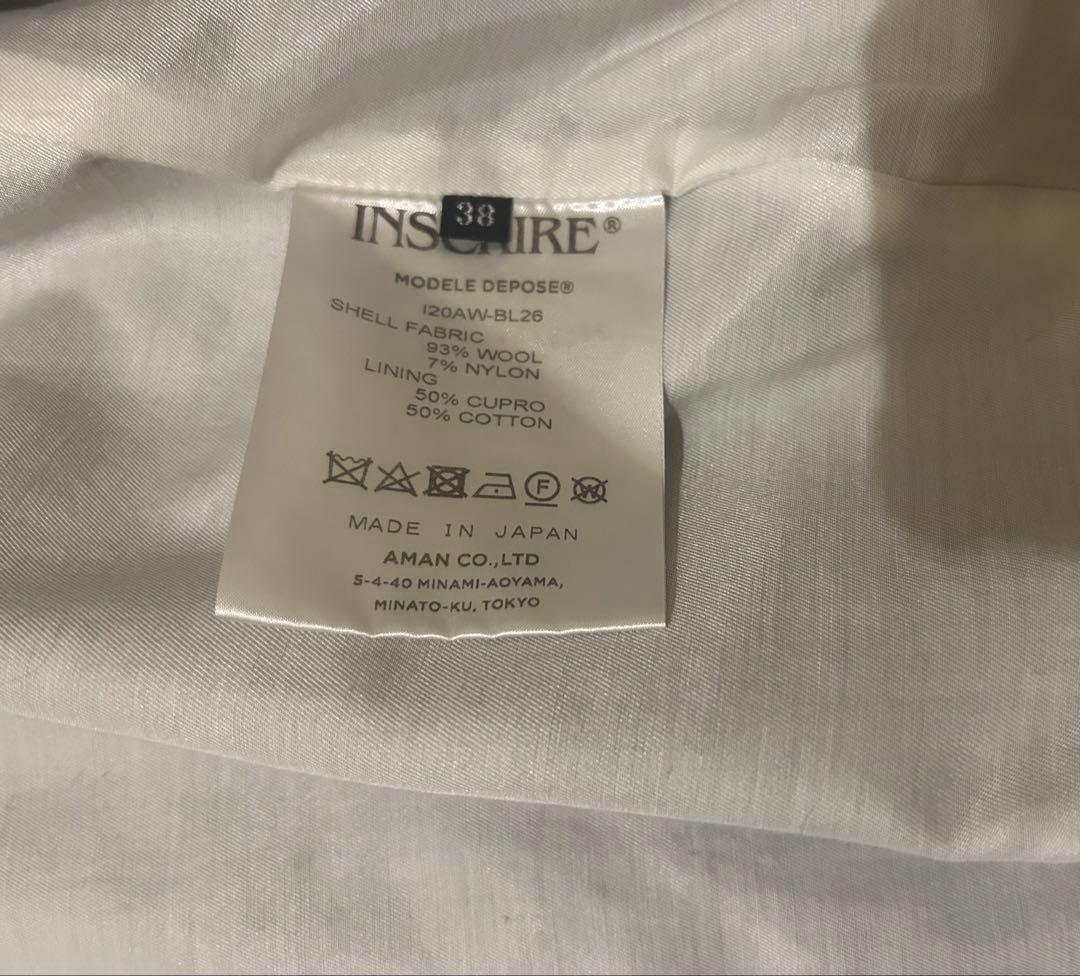 38
INSCRIRE®
MODELE DEPOSE®
I20AW-BL26
SHELL FABRIC
93% WOOL
7% NYLON
LINING
50% CUPRO
50% COTTON
F
W
MADE IN JAPAN
AMAN CO.,LTD
5-4-40 MINAMI-AOYAMA,
MINATO-KU, TOKYO